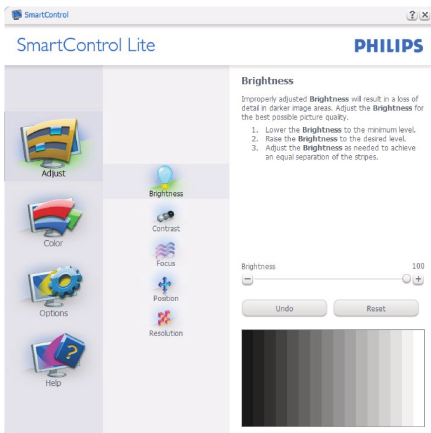 SmartControl
SmartControl Lite
PHILIPS
Adjust
Color
Options
Help
Brightness
Contrast
Focus
Position
Resolution
Brightness
Improperly adjusted Brightness will result in a loss of
detail in darker image areas. Adjust the Brightness for
the best possible picture quality.
1. Lower the Brightness to the minimum level.
2. Raise the Brightness to the desired level.
3. Adjust the Brightness as needed to achieve
an equal separation of the stripes.
Brightness 100
Undo Reset